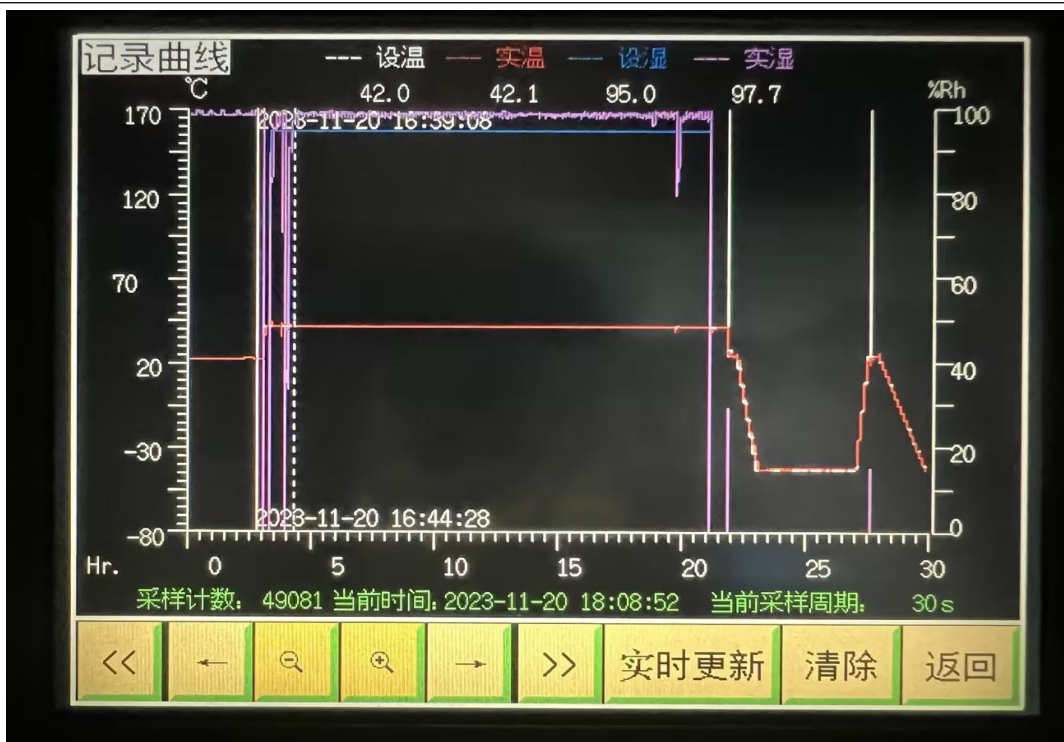 记录曲线
--- 设温 — 实温 — 设湿 — 实湿
℃ 42.0 42.1 95.0 97.7 %Rh
170 100
2023-11-20 16:39:08
120 80
70 60
20 40
-30 20
2023-11-20 16:44:28
-80 0
Hr. 0 5 10 15 20 25 30
采样计数: 49081 当前时间: 2023-11-20 18:08:52 当前采样周期: 30s
<< ← → >> 实时更新 清除 返回